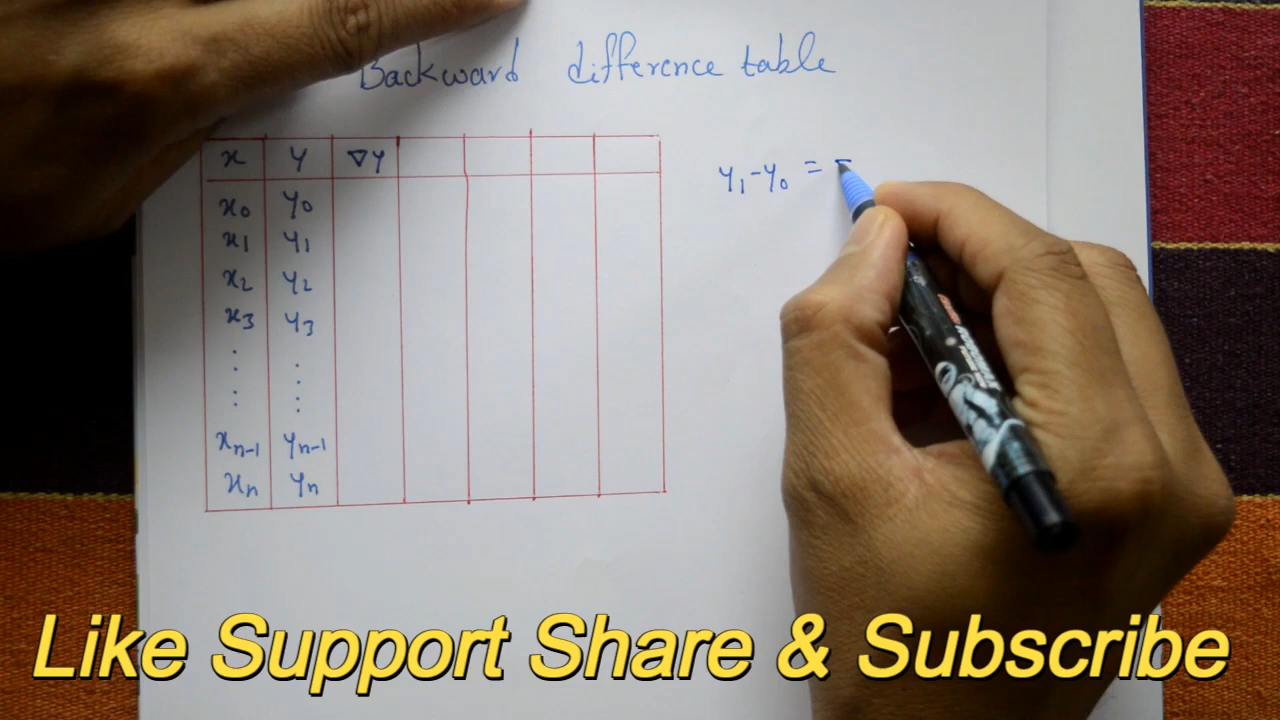 Backward difference table
x y ∇y
x₀ y₀
x₁ y₁
x₂ y₂
x₃ y₃
⋮ ⋮
xₙ₋₁ yₙ₋₁
xₙ yₙ
y₁-y₀ =
Like Support Share & Subscribe